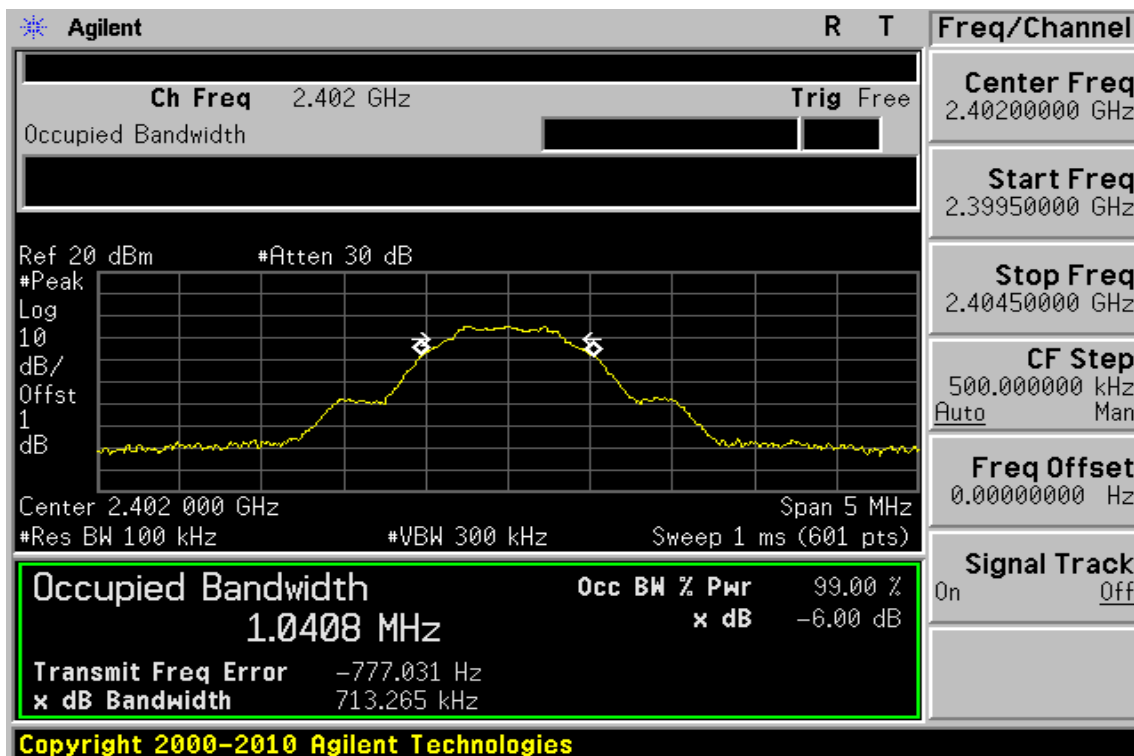 Agilent R T Freq/Channel
Ch Freq 2.402 GHz Trig Free
Occupied Bandwidth
Center Freq
2.40200000 GHz
Start Freq
2.39950000 GHz
Stop Freq
2.40450000 GHz
CF Step
500.000000 kHz
Auto Man
Freq Offset
0.00000000 Hz
Signal Track
On Off
Ref 20 dBm #Atten 30 dB
#Peak
Log
10
dB/
Offst
1
dB
Center 2.402 000 GHz Span 5 MHz
#Res BW 100 kHz #VBW 300 kHz Sweep 1 ms (601 pts)
Occupied Bandwidth Occ BW % Pwr 99.00 %
1.0408 MHz x dB -6.00 dB
Transmit Freq Error -777.031 Hz
x dB Bandwidth 713.265 kHz
Copyright 2000-2010 Agilent Technologies